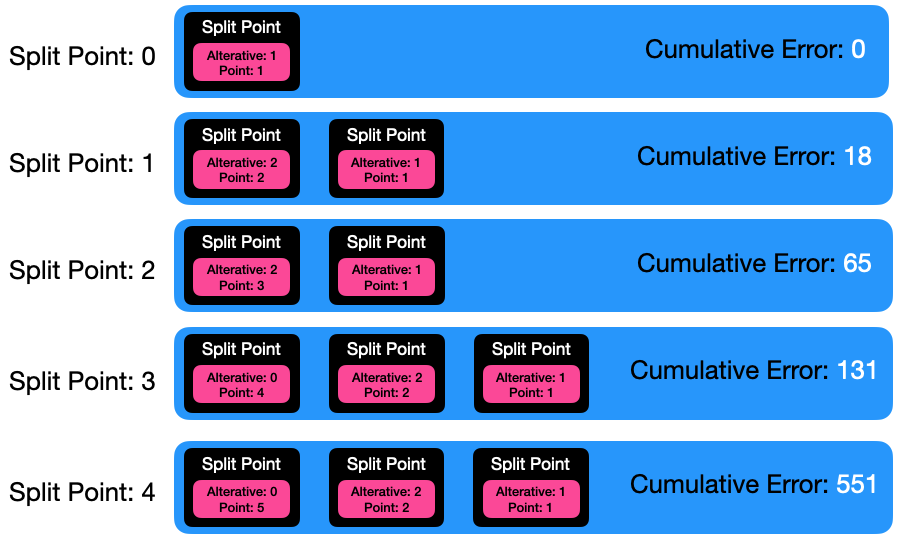 Split Point: 0
Split Point
Alterative: 1
Point: 1
Cumulative Error: 0
Split Point: 1
Split Point
Alterative: 2
Point: 2
Split Point
Alterative: 1
Point: 1
Cumulative Error: 18
Split Point: 2
Split Point
Alterative: 2
Point: 3
Split Point
Alterative: 1
Point: 1
Cumulative Error: 65
Split Point: 3
Split Point
Alterative: 0
Point: 4
Split Point
Alterative: 2
Point: 2
Split Point
Alterative: 1
Point: 1
Cumulative Error: 131
Split Point: 4
Split Point
Alterative: 0
Point: 5
Split Point
Alterative: 2
Point: 2
Split Point
Alterative: 1
Point: 1
Cumulative Error: 551